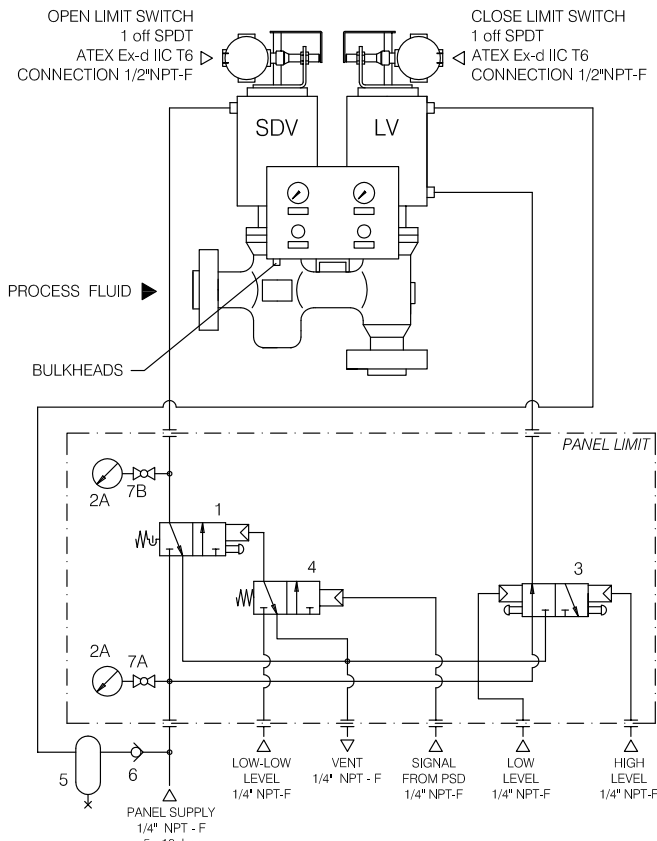 OPEN LIMIT SWITCH
1 off SPDT
ATEX Ex-d IIC T6
CONNECTION 1/2"NPT-F
CLOSE LIMIT SWITCH
1 off SPDT
ATEX Ex-d IIC T6
CONNECTION 1/2"NPT-F
SDV
LV
PROCESS FLUID
BULKHEADS
PANEL LIMIT
2A
7B
1
4
3
2A
7A
5
6
LOW-LOW
LEVEL
1/4" NPT-F
VENT
1/4" NPT - F
SIGNAL
FROM PSD
1/4" NPT-F
LOW
LEVEL
1/4" NPT-F
HIGH
LEVEL
1/4" NPT-F
PANEL SUPPLY
1/4" NPT - F